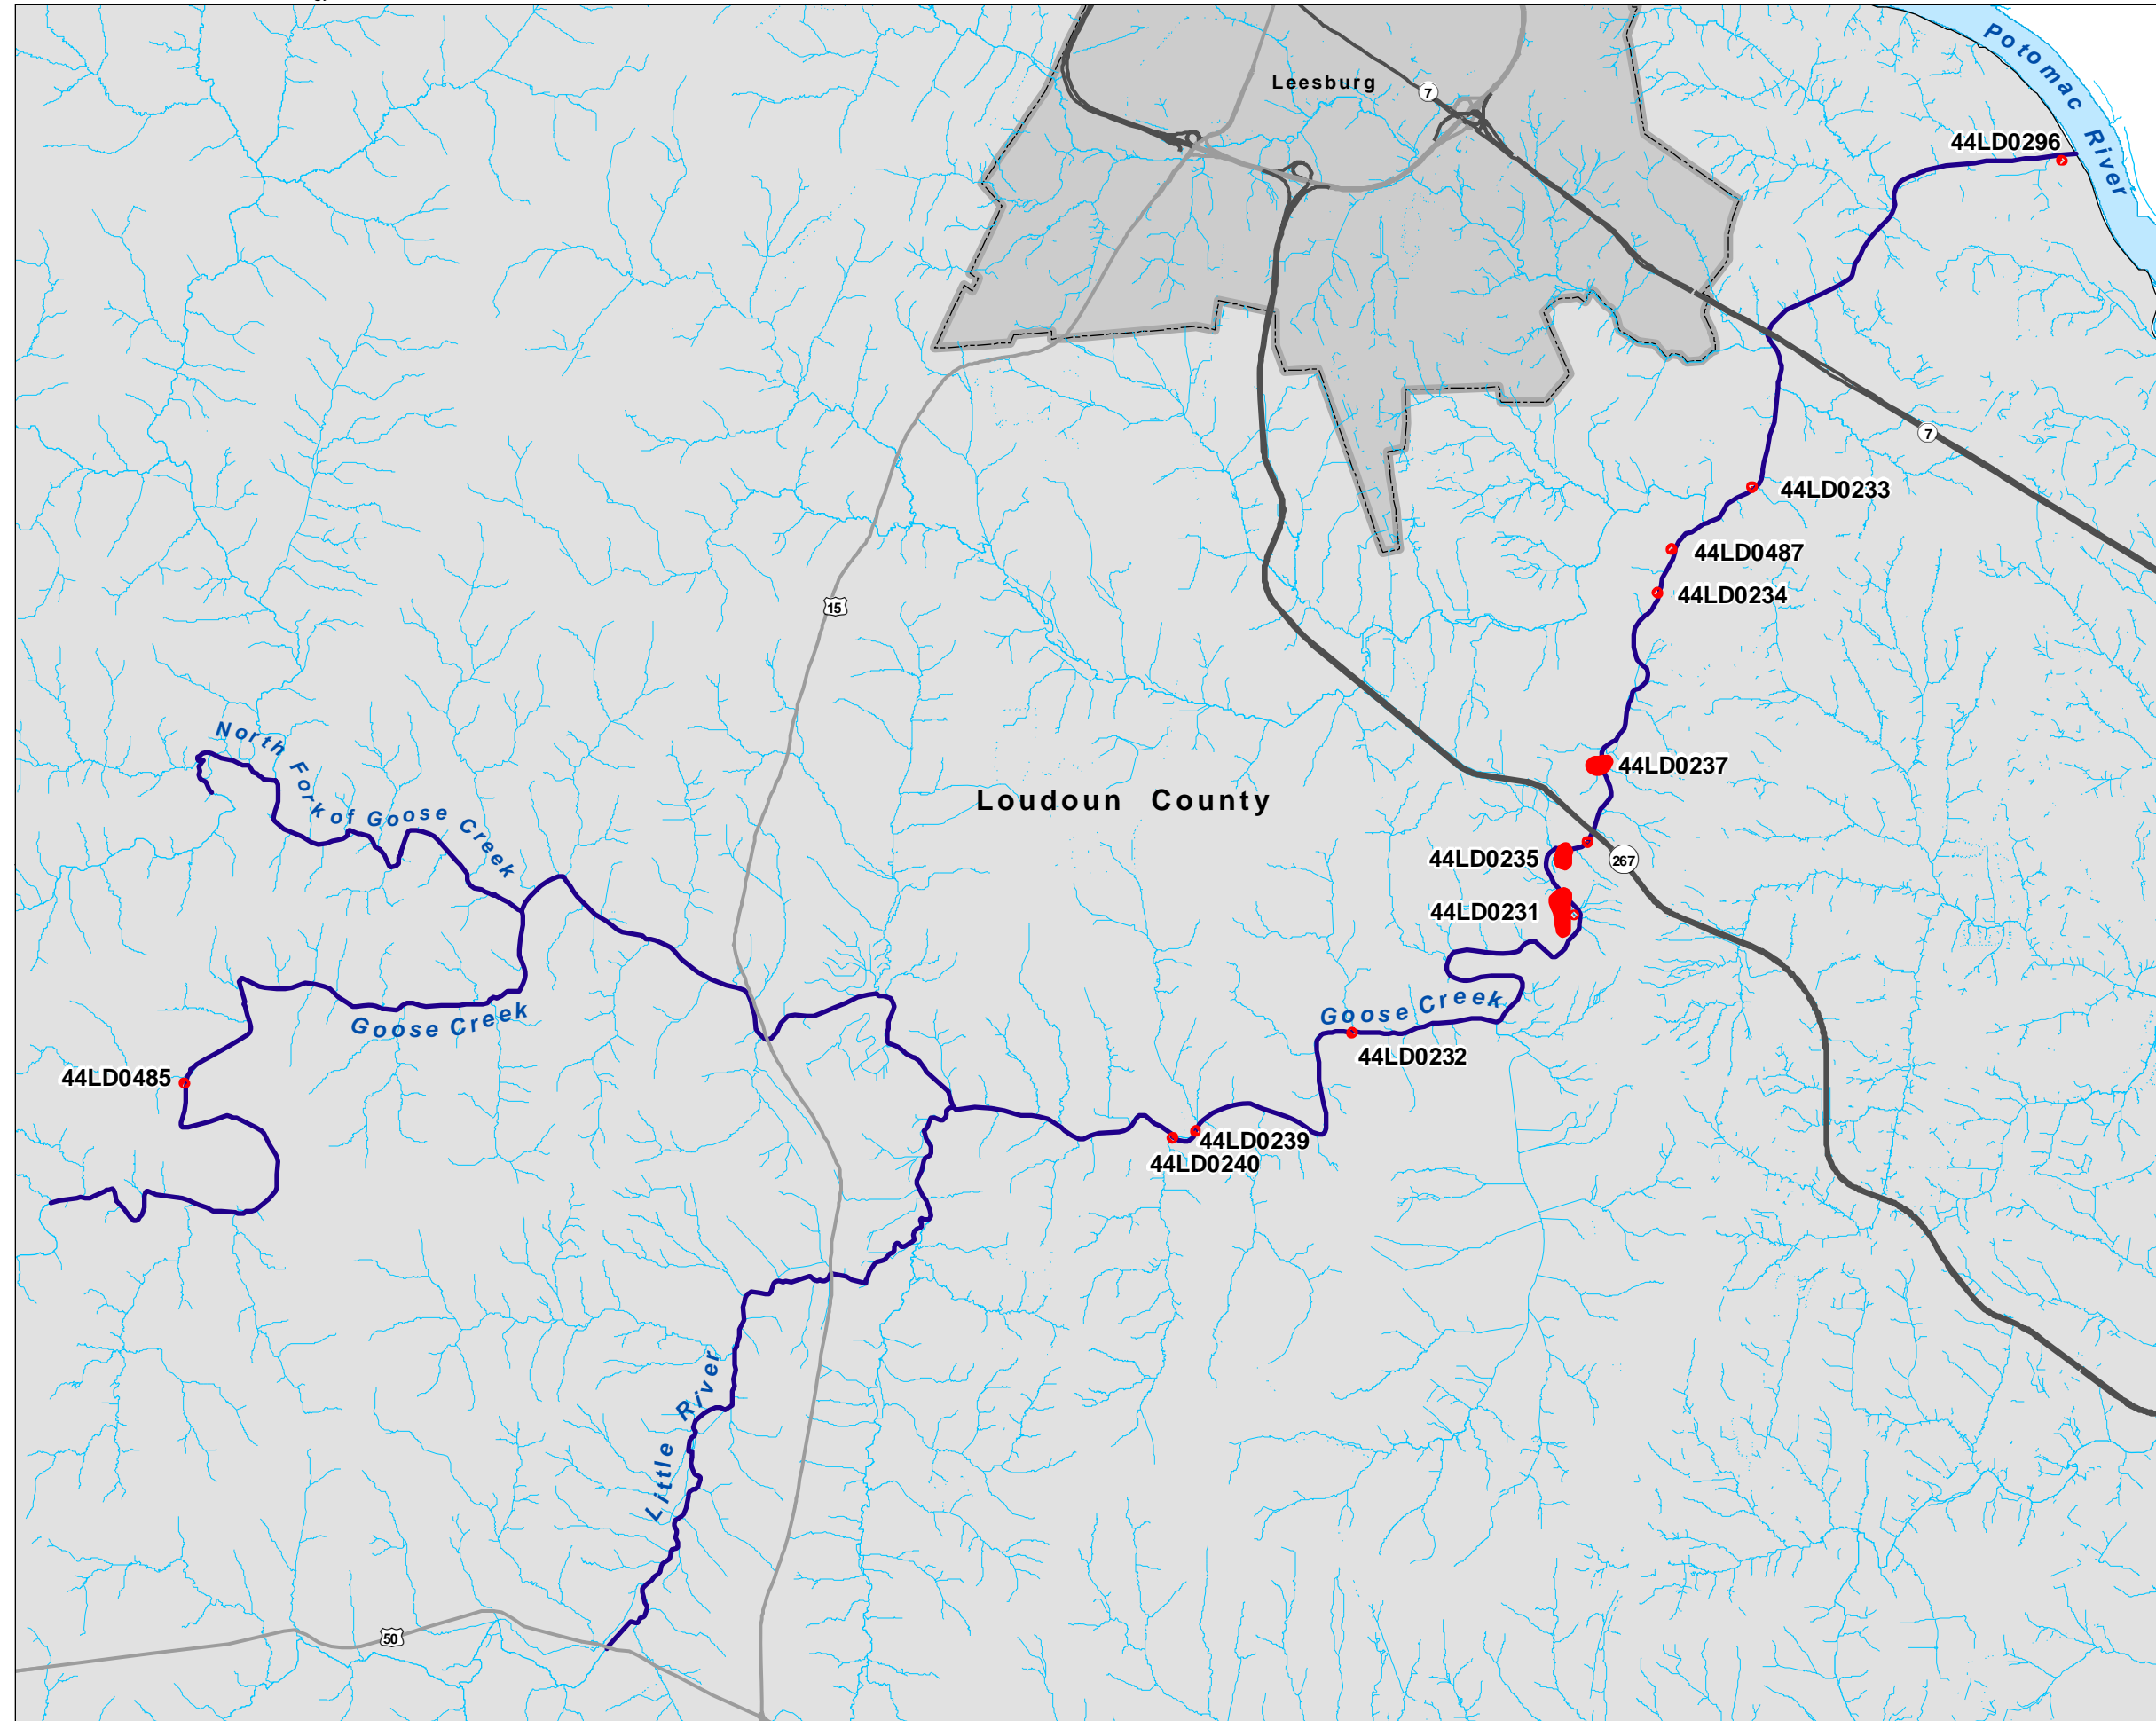 Potomac River
Leesburg
7
44LD0296
7
44LD0233
44LD0487
44LD0234
15
North Fork of Goose Creek
44LD0237
Loudoun County
44LD0235
267
44LD0231
Goose Creek
Goose Creek
44LD0232
44LD0485
44LD0239
44LD0240
Little River
50